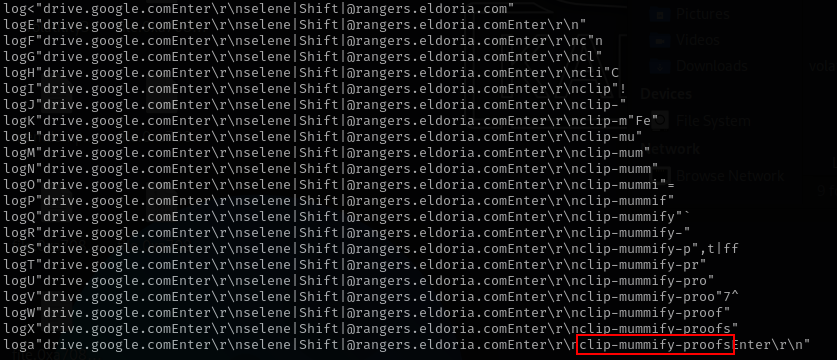 log<"drive.google.comEnter\r\nselene|Shift|@rangers.eldoria.com"
logE"drive.google.comEnter\r\nselene|Shift|@rangers.eldoria.comEnter\r\n"
logF"drive.google.comEnter\r\nselene|Shift|@rangers.eldoria.comEnter\r\nc"n
logG"drive.google.comEnter\r\nselene|Shift|@rangers.eldoria.comEnter\r\ncl"
logH"drive.google.comEnter\r\nselene|Shift|@rangers.eldoria.comEnter\r\ncli"C
logI"drive.google.comEnter\r\nselene|Shift|@rangers.eldoria.comEnter\r\nclip"!
logJ"drive.google.comEnter\r\nselene|Shift|@rangers.eldoria.comEnter\r\nclip-"
logK"drive.google.comEnter\r\nselene|Shift|@rangers.eldoria.comEnter\r\nclip-m"Fe"
logL"drive.google.comEnter\r\nselene|Shift|@rangers.eldoria.comEnter\r\nclip-mu"
logM"drive.google.comEnter\r\nselene|Shift|@rangers.eldoria.comEnter\r\nclip-mum"
logN"drive.google.comEnter\r\nselene|Shift|@rangers.eldoria.comEnter\r\nclip-mumm"
logO"drive.google.comEnter\r\nselene|Shift|@rangers.eldoria.comEnter\r\nclip-mummi"=
logP"drive.google.comEnter\r\nselene|Shift|@rangers.eldoria.comEnter\r\nclip-mummif"
logQ"drive.google.comEnter\r\nselene|Shift|@rangers.eldoria.comEnter\r\nclip-mummify"`
logR"drive.google.comEnter\r\nselene|Shift|@rangers.eldoria.comEnter\r\nclip-mummify-"
logS"drive.google.comEnter\r\nselene|Shift|@rangers.eldoria.comEnter\r\nclip-mummify-p",t|ff
logT"drive.google.comEnter\r\nselene|Shift|@rangers.eldoria.comEnter\r\nclip-mummify-pr"
logU"drive.google.comEnter\r\nselene|Shift|@rangers.eldoria.comEnter\r\nclip-mummify-pro"
logV"drive.google.comEnter\r\nselene|Shift|@rangers.eldoria.comEnter\r\nclip-mummify-proo"7^
logW"drive.google.comEnter\r\nselene|Shift|@rangers.eldoria.comEnter\r\nclip-mummify-proof"
logX"drive.google.comEnter\r\nselene|Shift|@rangers.eldoria.comEnter\r\nclip-mummify-proofs"
loga"drive.google.comEnter\r\nselene|Shift|@rangers.eldoria.comEnter\r\nclip-mummify-proofsEnter\r\n"
Pictures
Videos
Downloads
Devices
File System
Network
Browse Network